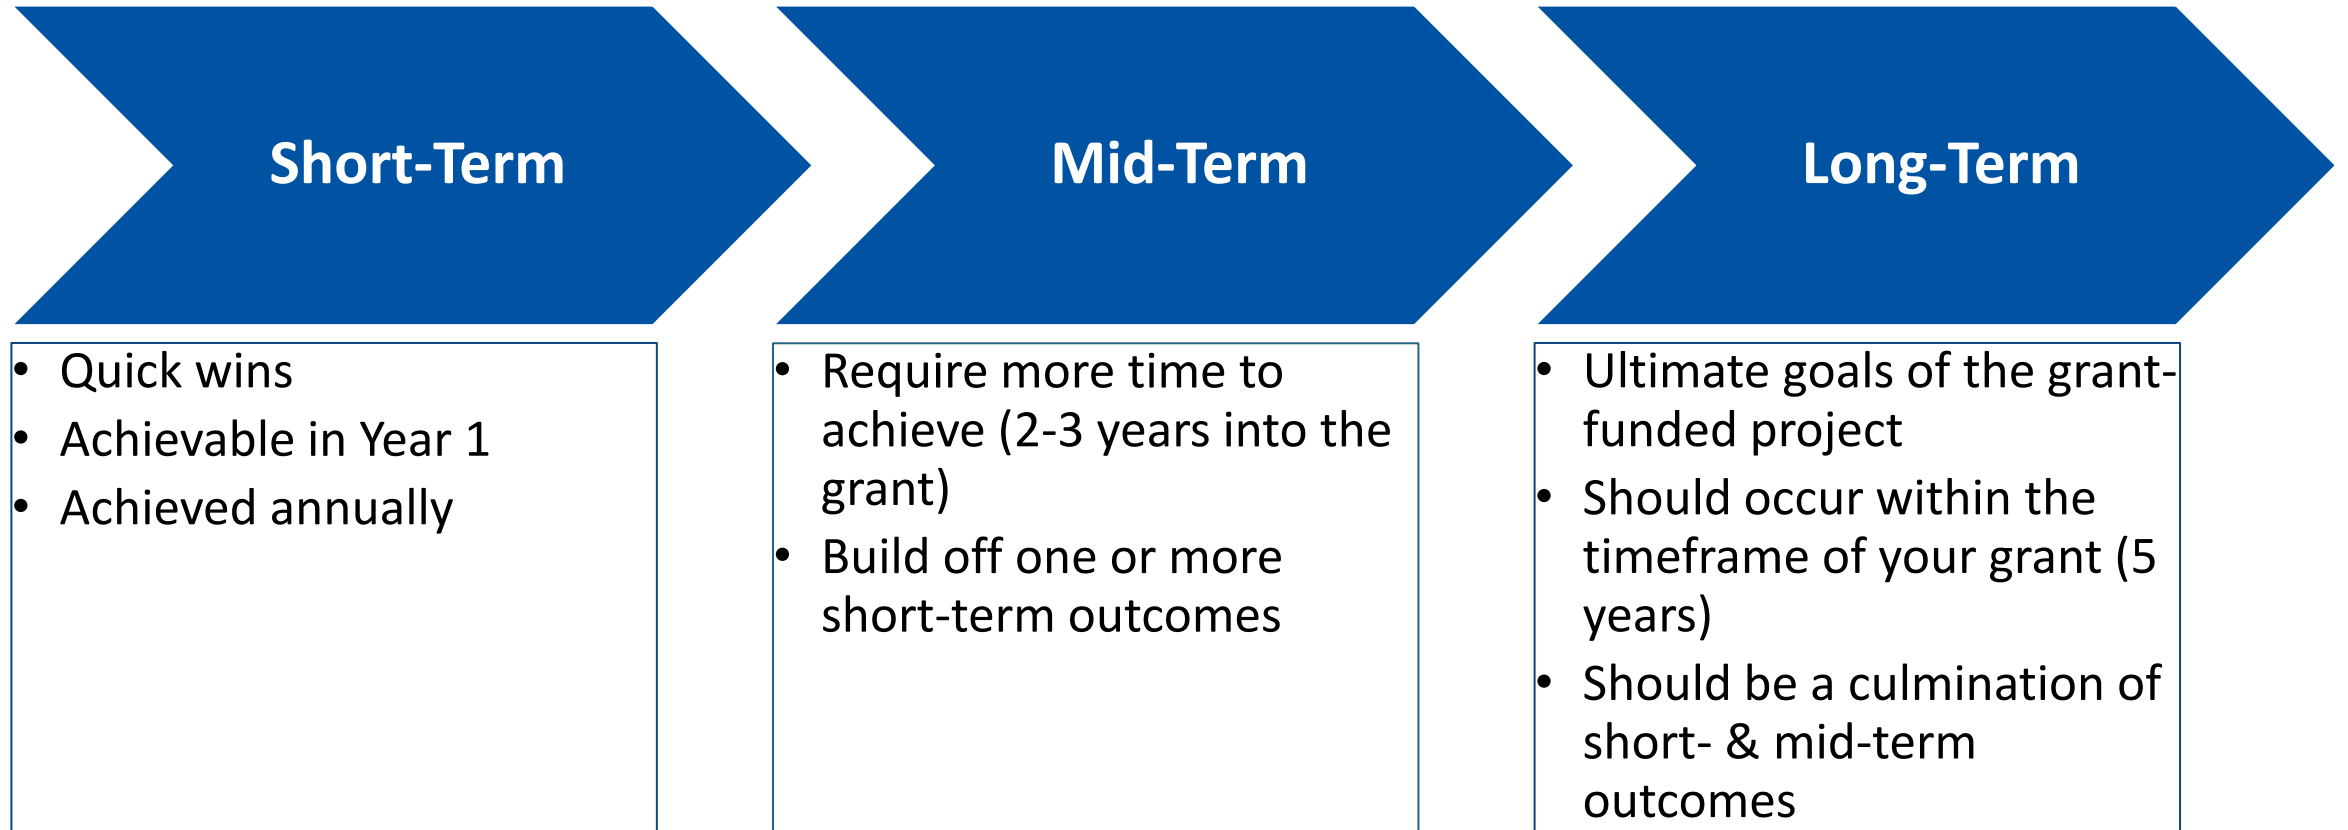 Short-Term
• Quick wins
• Achievable in Year 1
• Achieved annually
Mid-Term
• Require more time to
achieve (2-3 years into the
grant)
• Build off one or more
short-term outcomes
Long-Term
• Ultimate goals of the grant-
funded project
• Should occur within the
timeframe of your grant (5
years)
• Should be a culmination of
short- & mid-term
outcomes